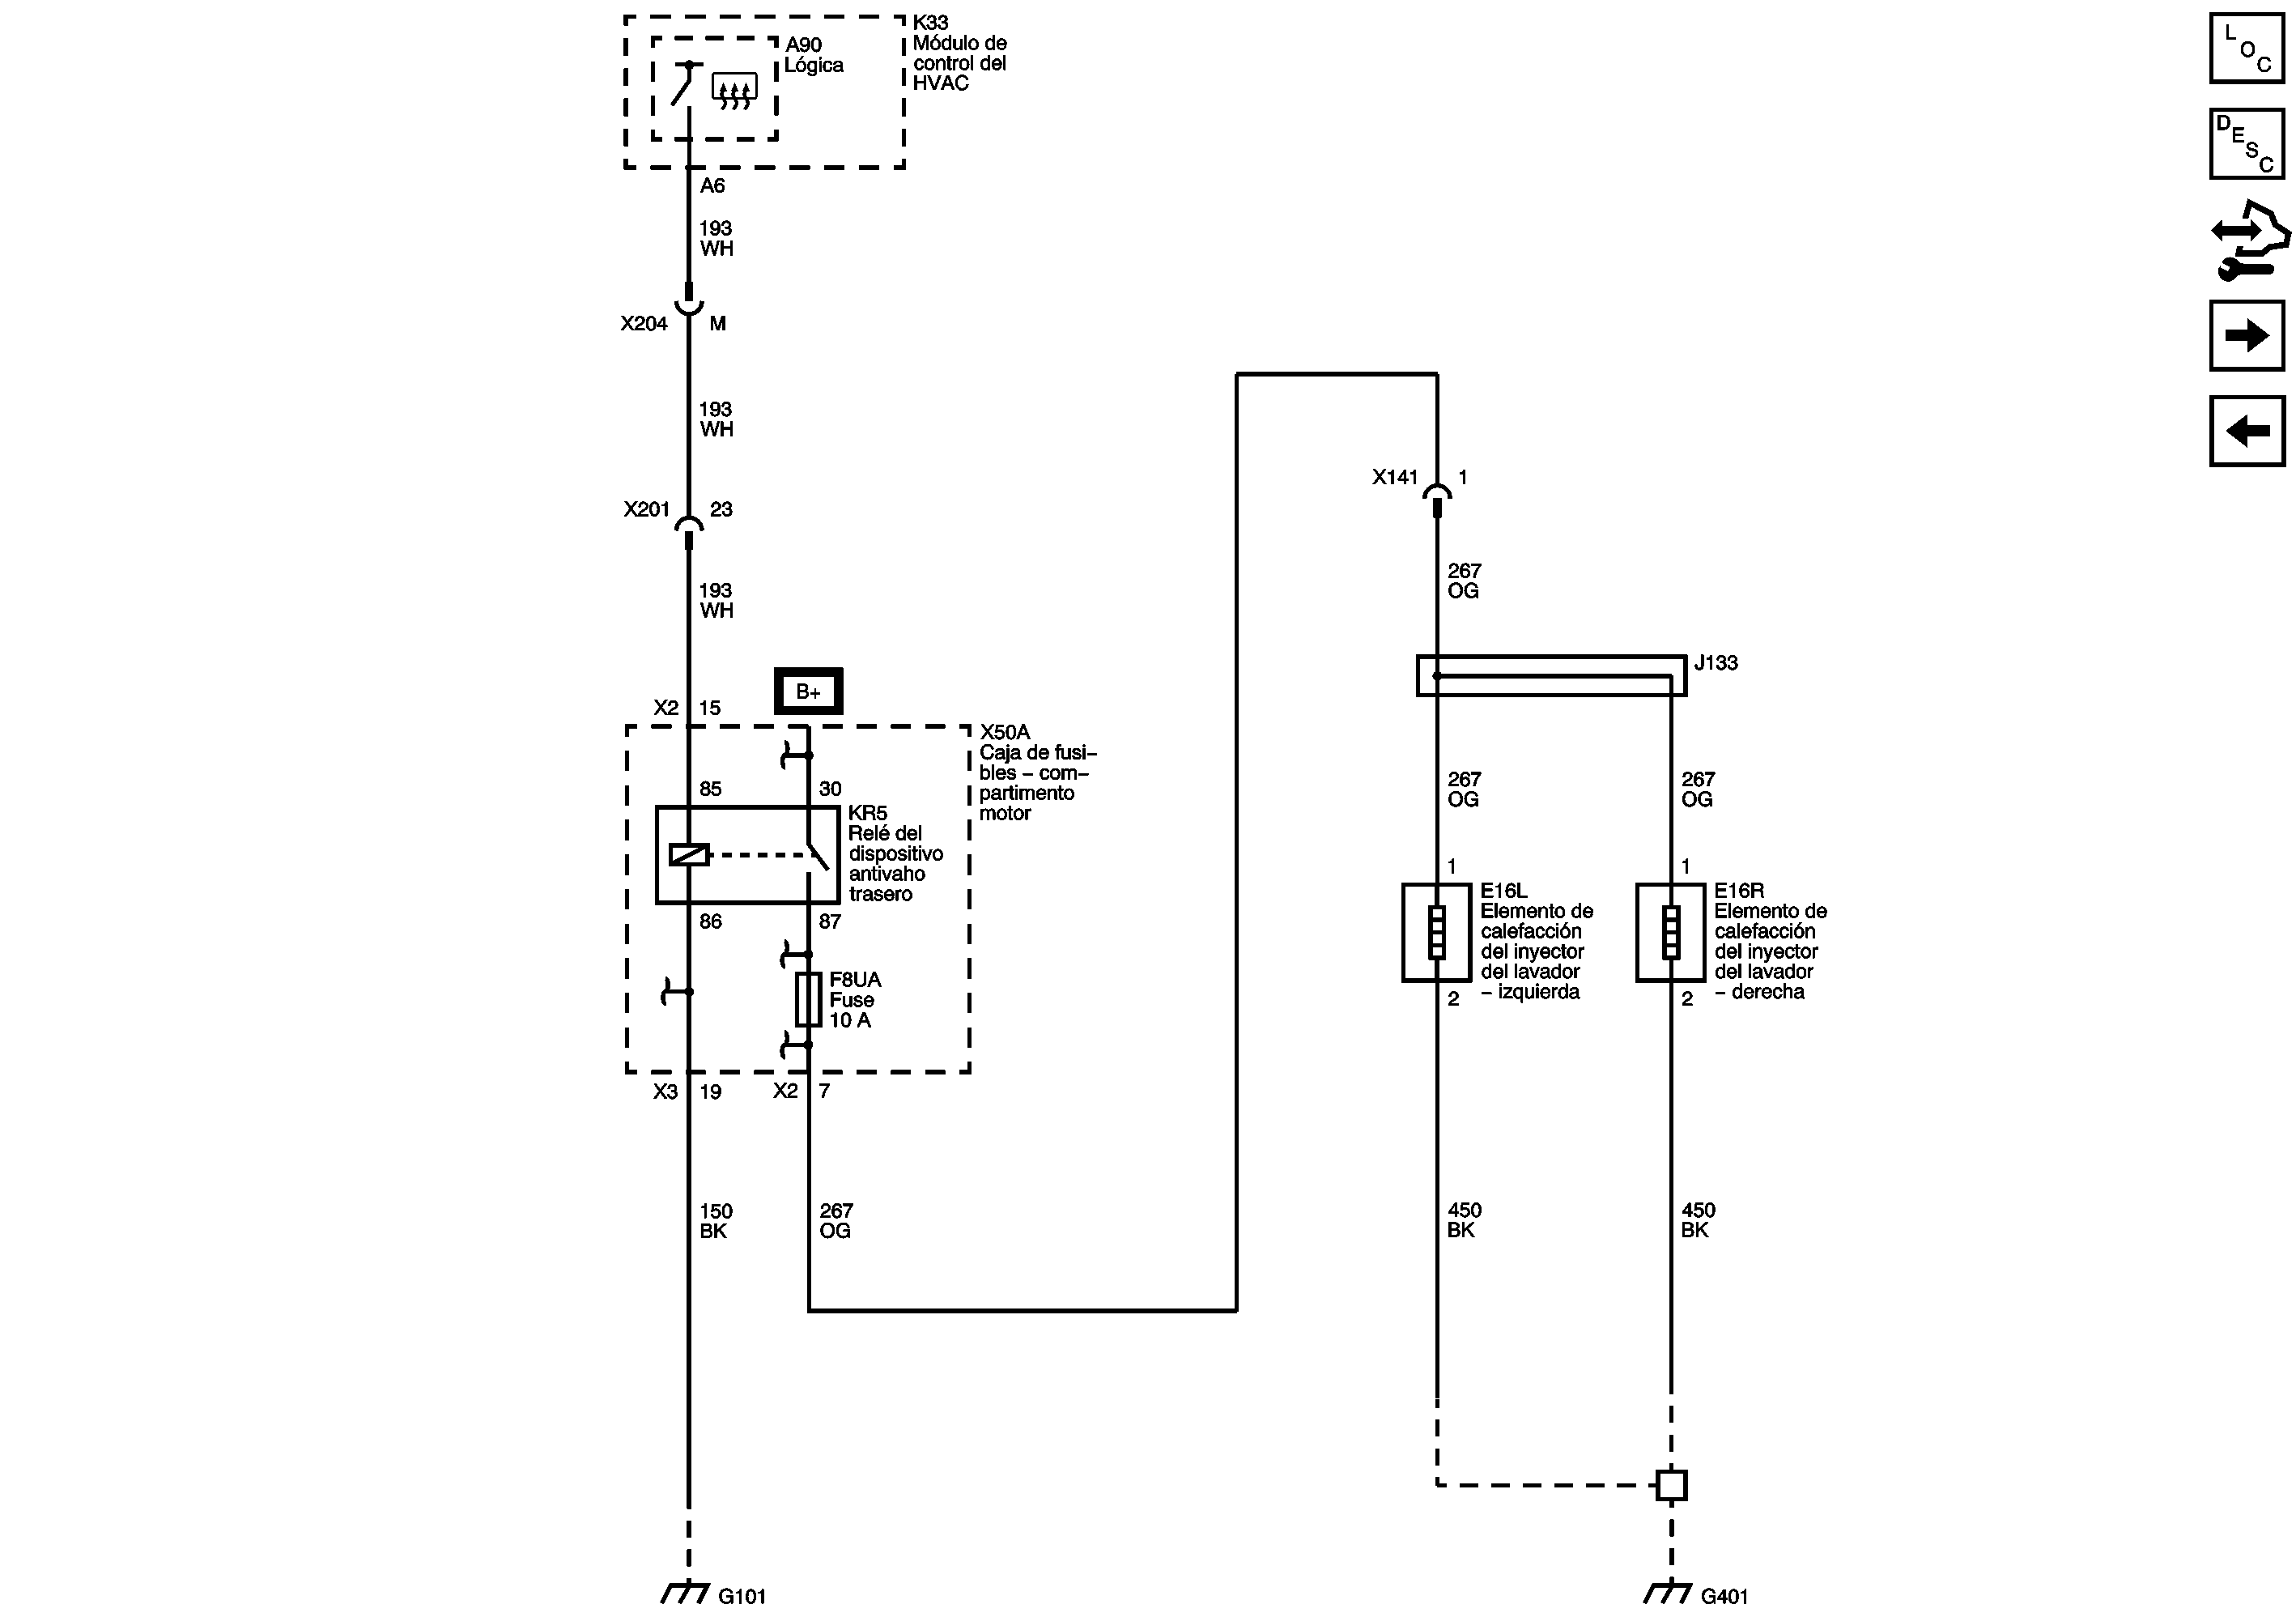 K33
Módulo de
control del
HVAC
A90
Lógica
A6
193
WH
X204 M
193
WH
X201 23
193
WH
X2 15
B+
X50A
Caja de fusi–
bles – com–
partimento
motor
85 30
KR5
Relé del
dispositivo
antivaho
trasero
86 87
F8UA
Fuse
10 A
X3 19 X2 7
150
BK
267
OG
G101
X141 1
267
OG
J133
267
OG
267
OG
1
E16L
Elemento de
calefacción
del inyector
del lavador
– izquierda
2
1
E16R
Elemento de
calefacción
del inyector
del lavador
– derecha
2
450
BK
450
BK
G401
LOC
DESC